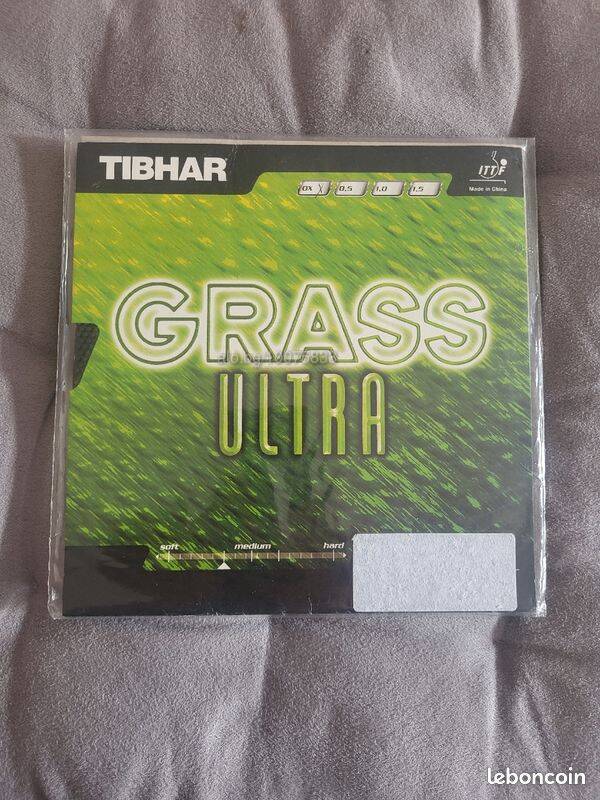 TIBHAR
OX 0,5 1,0 1,5
ITTF
Made in China
GRASS
ULTRA
soft medium hard
leboncoin